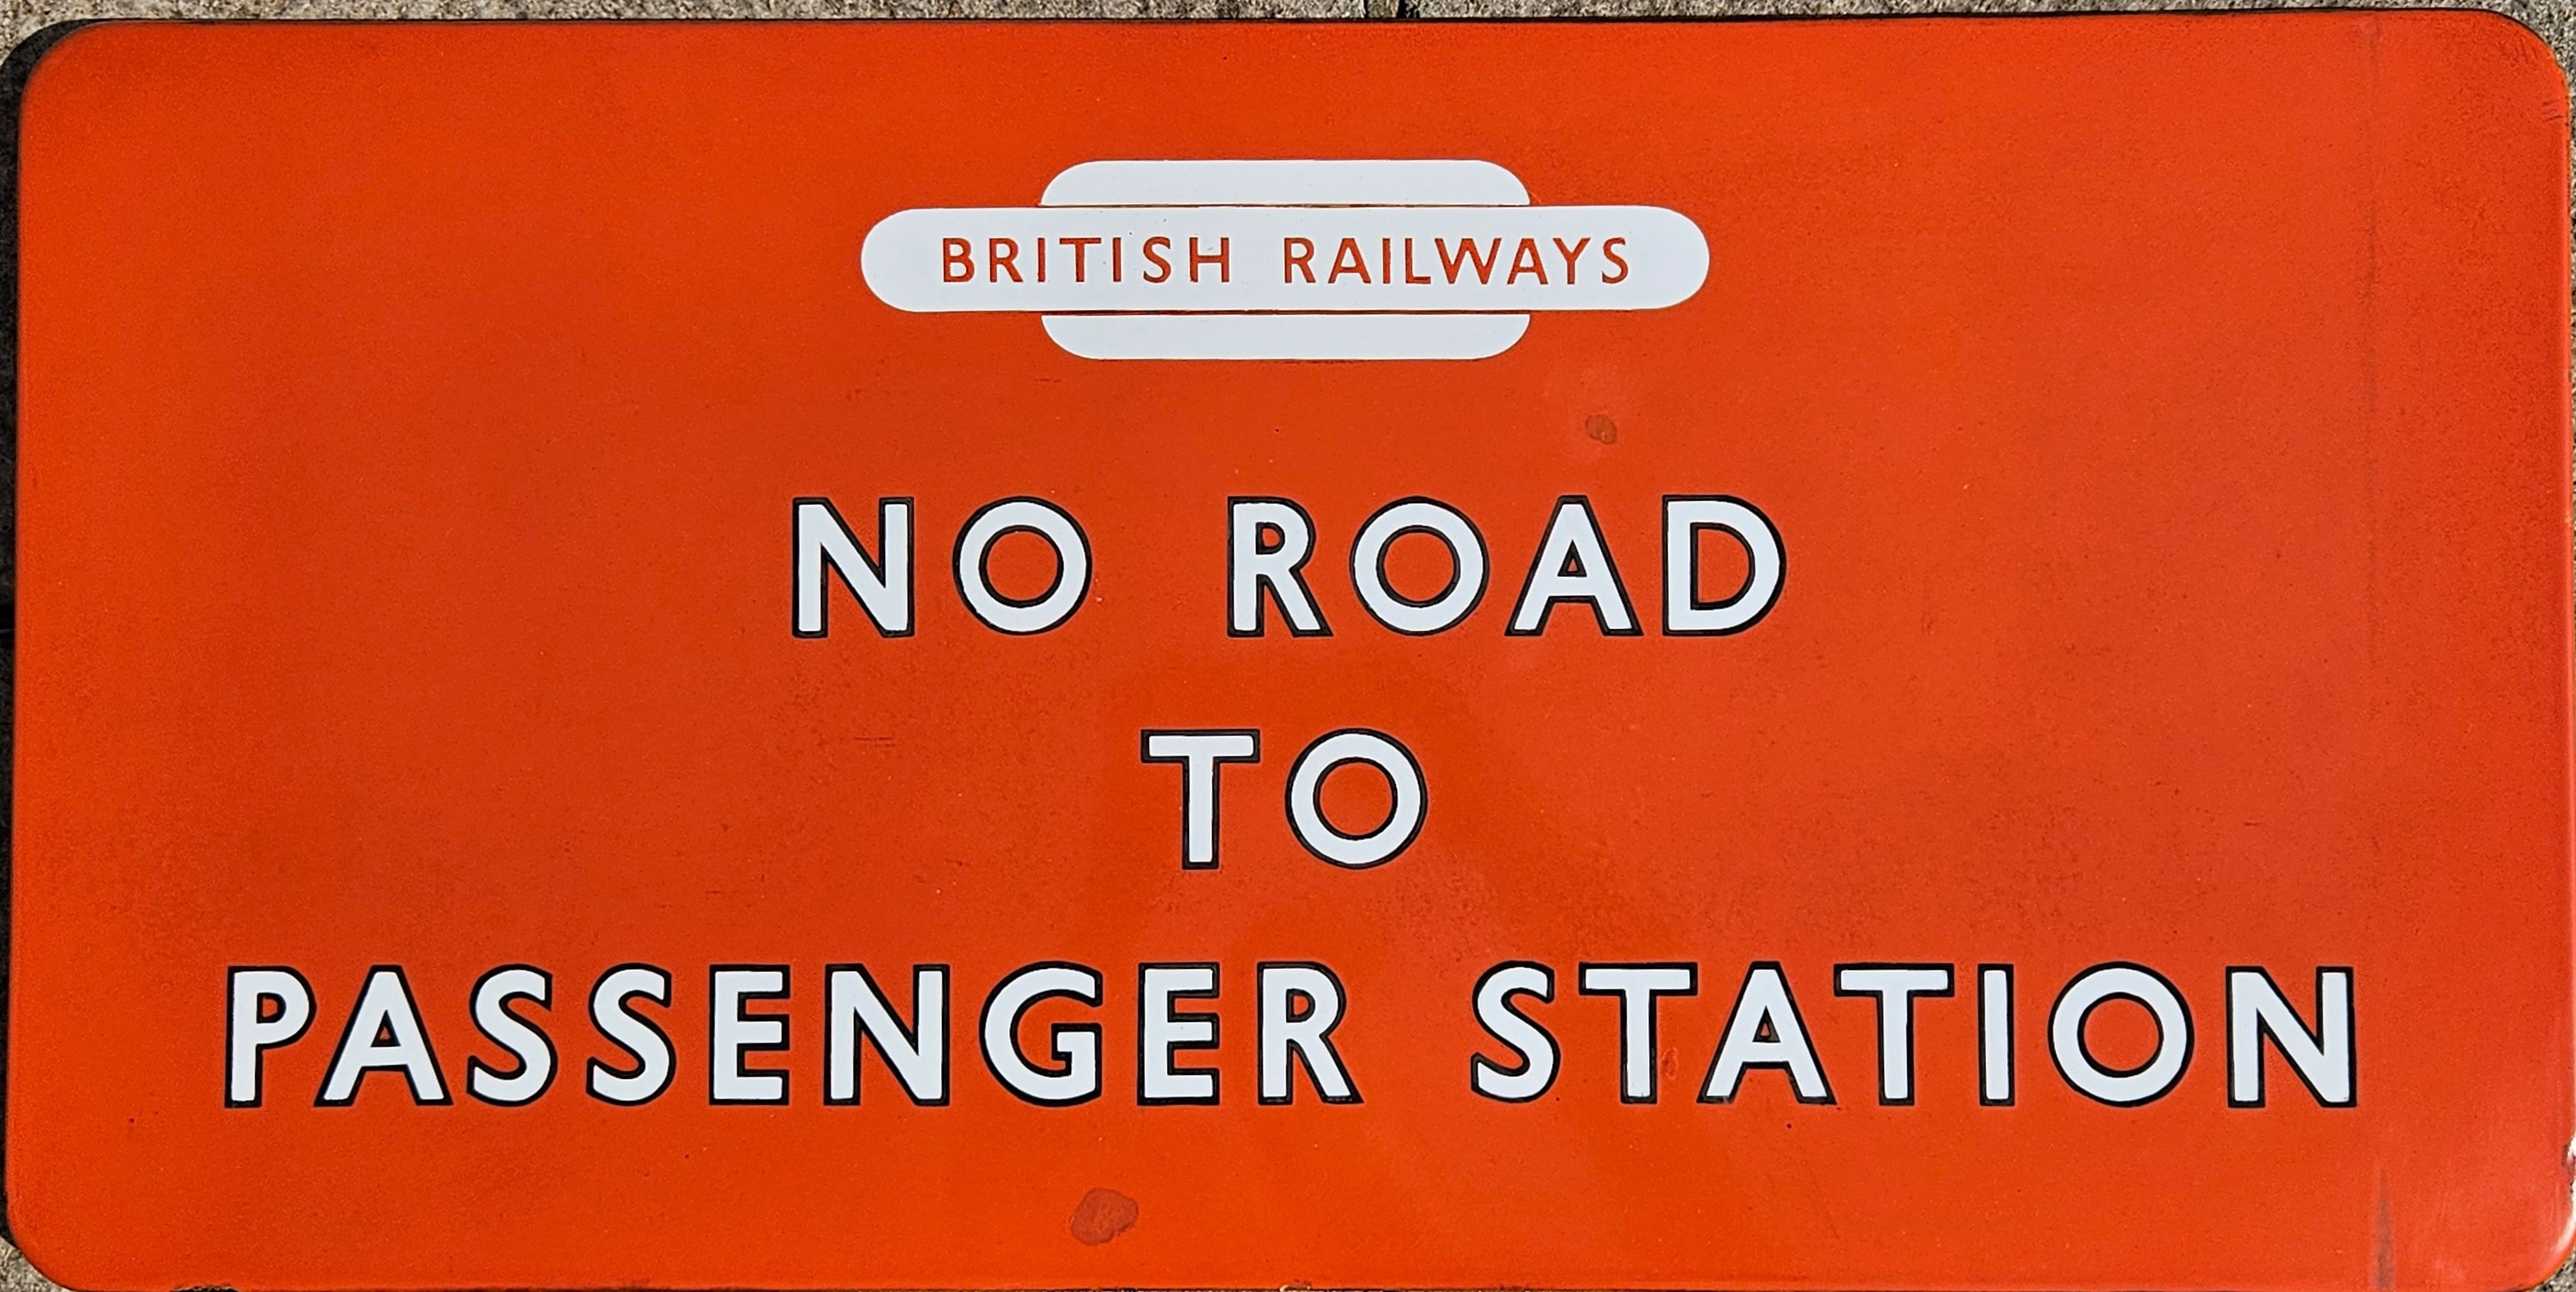 BRITISH RAILWAYS
NO ROAD
TO
PASSENGER STATION